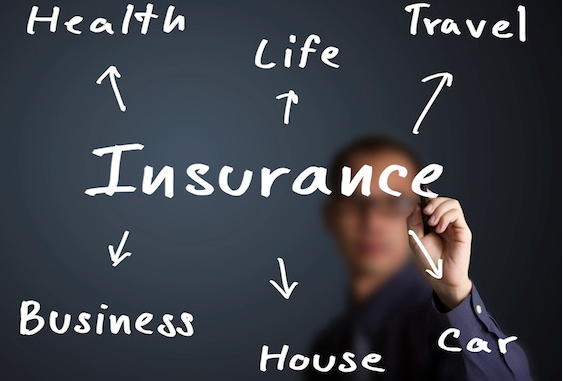 Health
Life
Travel
Insurance
Business
House
Car